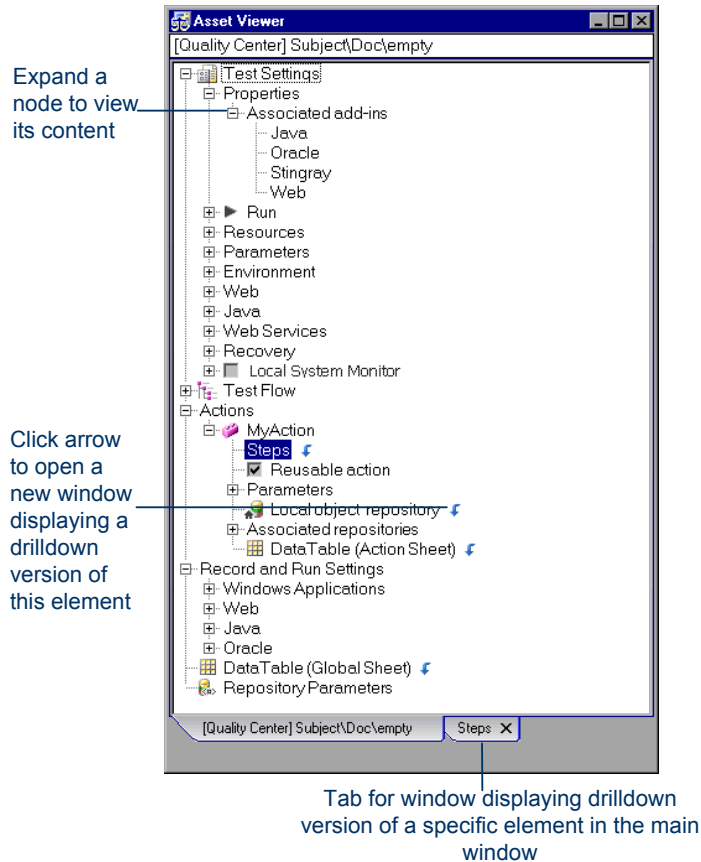 Asset Viewer
[Quality Center] Subject\Doc\empty
Expand a
node to view
its content
Test Settings
Properties
Associated add-ins
Java
Oracle
Stingray
Web
Run
Resources
Parameters
Environment
Web
Java
Web Services
Recovery
Local System Monitor
Test Flow
Actions
MyAction
Steps
Reusable action
Parameters
Local object repository
Associated repositories
DataTable (Action Sheet)
Click arrow
to open a
new window
displaying a
drilldown
version of
this element
Record and Run Settings
Windows Applications
Web
Java
Oracle
DataTable (Global Sheet)
Repository Parameters
[Quality Center] Subject\Doc\empty
Steps X
Tab for window displaying drilldown
version of a specific element in the main
window